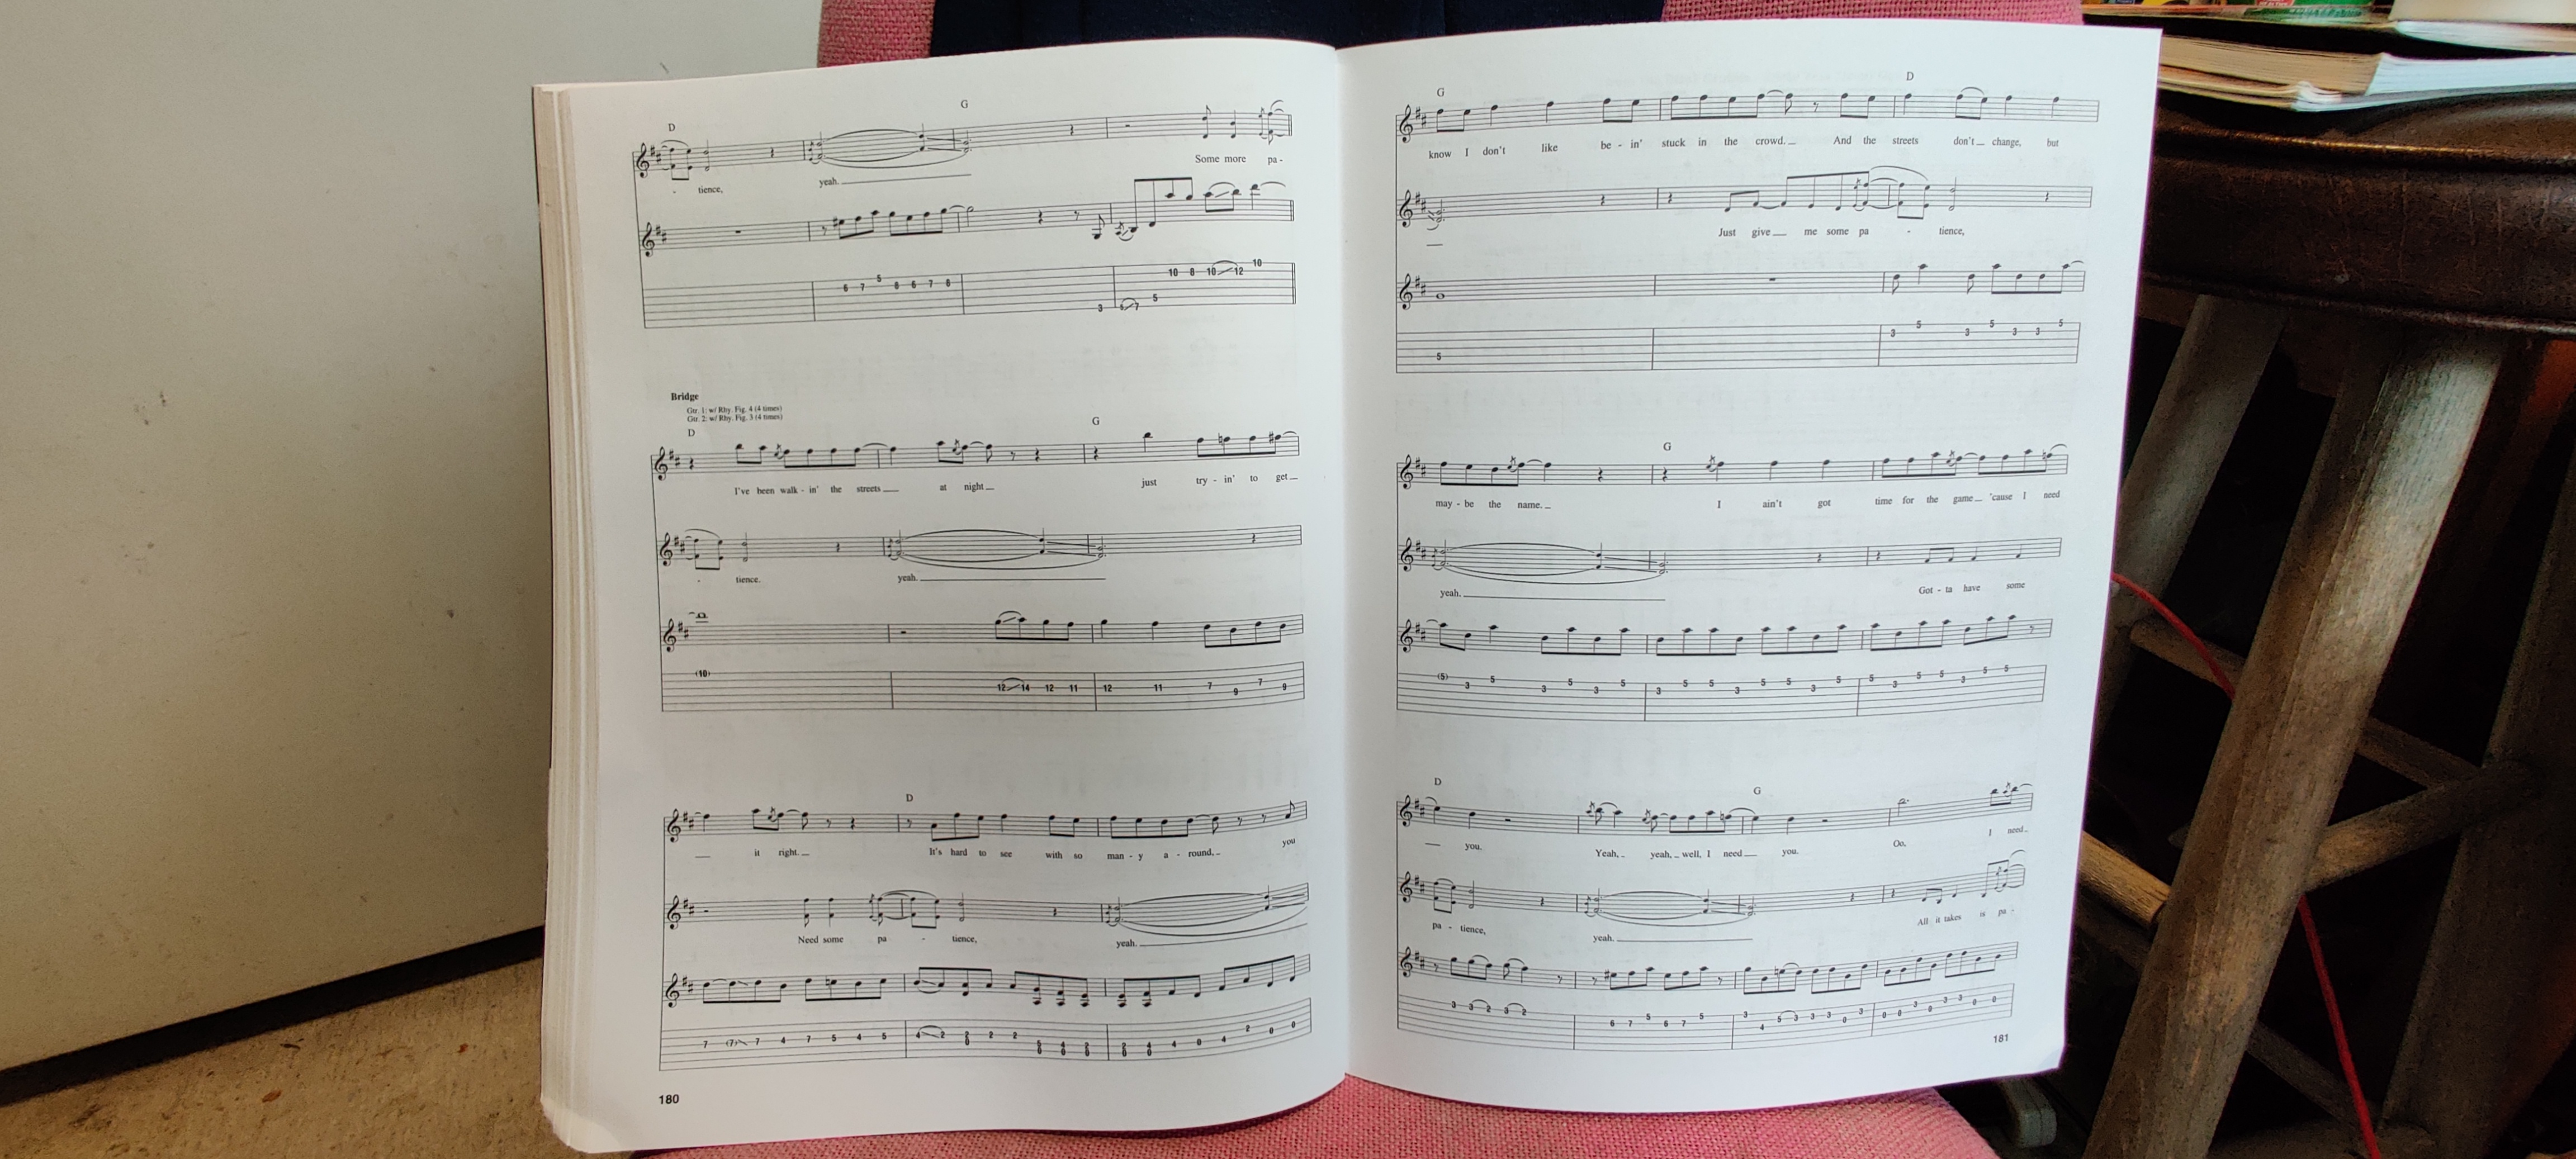 D G
Some more pa-
- tience, yeah.
6 7 5 8 6 7 8 3 5 7 5 10 8 10 12 10
Bridge
Gtr. 1: w/ Rhy. Fig. 4 (4 times)
Gtr. 2: w/ Rhy. Fig. 3 (4 times)
D G
I've been walk - in' the streets at night just try - in' to get
- tience. yeah.
(10) 12 14 12 11 12 11 7 9 7 9
D
it right. It's hard to see with so man - y a - round, you
Need some pa - tience, yeah.
7 (7) 7 4 7 5 4 5 4 2 2 2
180
G D
know I don't like be - in' stuck in the crowd. And the streets don't change, but
Just give me some pa - tience,
5 3 5 3 5 3 3 5
G
may - be the name. I ain't got time for the game 'cause I need
yeah. Got - ta have some
(5) 3 5 3 5 3 5 3 5 5 3 5 5 3 5 5 3 5 5 3 5 5
D G
you. Yeah, yeah, well, I need you. Oo, I need
pa - tience, yeah. All it takes is pa -
3 3 2 3 2 6 7 5 6 7 5 3 4 5 3 3 3 0 3 0 0 3 0 3 3 0 0
181